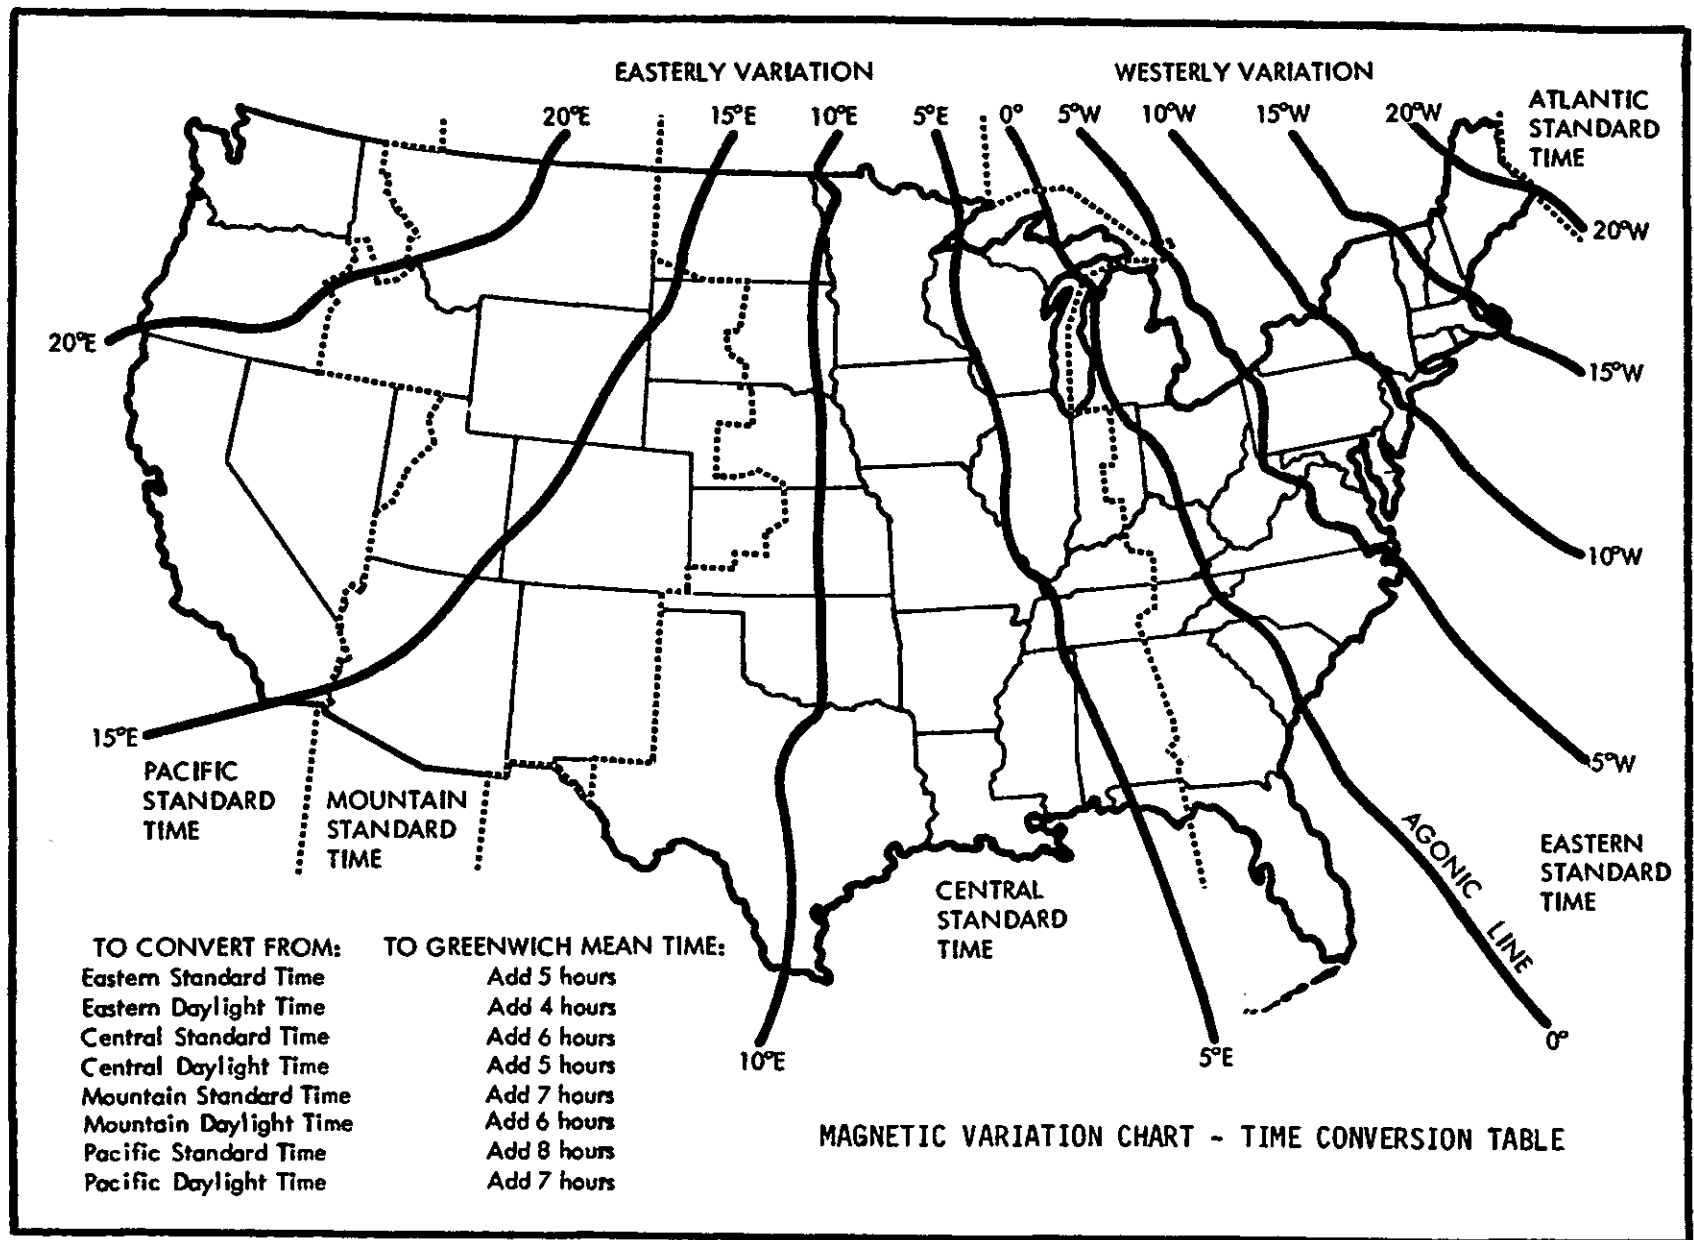 EASTERLY VARIATION
WESTERLY VARIATION
20°E 15°E 10°E 5°E 0° 5°W 10°W 15°W 20°W
ATLANTIC
STANDARD
TIME
20°W
20°E
15°W
10°W
15°E
5°W
PACIFIC
STANDARD
TIME
MOUNTAIN
STANDARD
TIME
CENTRAL
STANDARD
TIME
AGONIC LINE
EASTERN
STANDARD
TIME
10°E
5°E
0°
TO CONVERT FROM: TO GREENWICH MEAN TIME:
Eastern Standard Time Add 5 hours
Eastern Daylight Time Add 4 hours
Central Standard Time Add 6 hours
Central Daylight Time Add 5 hours
Mountain Standard Time Add 7 hours
Mountain Daylight Time Add 6 hours
Pacific Standard Time Add 8 hours
Pacific Daylight Time Add 7 hours
MAGNETIC VARIATION CHART - TIME CONVERSION TABLE